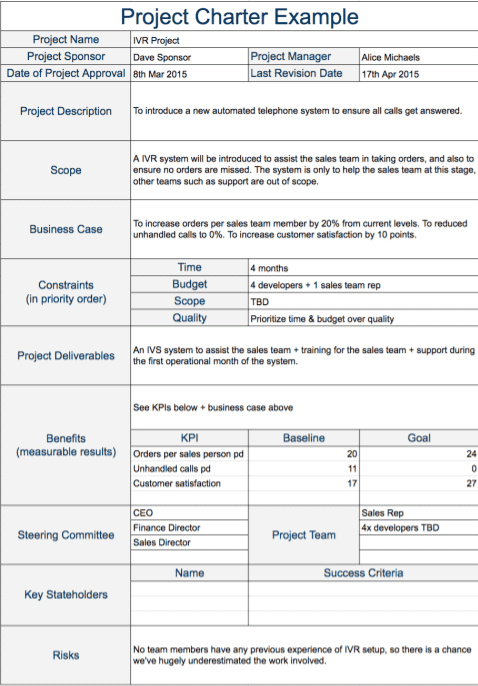 Project Charter Example
Project Name IVR Project
Project Sponsor Dave Sponsor Project Manager Alice Michaels
Date of Project Approval 8th Mar 2015 Last Revision Date 17th Apr 2015
Project Description To introduce a new automated telephone system to ensure all calls get answered.
Scope
A IVR system will be introduced to assist the sales team in taking orders, and also to
ensure no orders are missed. The system is only to help the sales team at this stage,
other teams such as support are out of scope.
Business Case
To increase orders per sales team member by 20% from current levels. To reduced
unhandled calls to 0%. To increase customer satisfaction by 10 points.
Constraints
(in priority order)
Time 4 months
Budget 4 developers + 1 sales team rep
Scope TBD
Quality Prioritize time & budget over quality
Project Deliverables
An IVS system to assist the sales team + training for the sales team + support during
the first operational month of the system.
Benefits
(measurable results)
See KPIs below + business case above
KPI Baseline Goal
Orders per sales person pd 20 24
Unhandled calls pd 11 0
Customer satisfaction 17 27
Steering Committee
CEO
Finance Director
Sales Director
Project Team
Sales Rep
4x developers TBD
Key Stateholders
Name Success Criteria
Risks
No team members have any previous experience of IVR setup, so there is a chance
we've hugely underestimated the work involved.